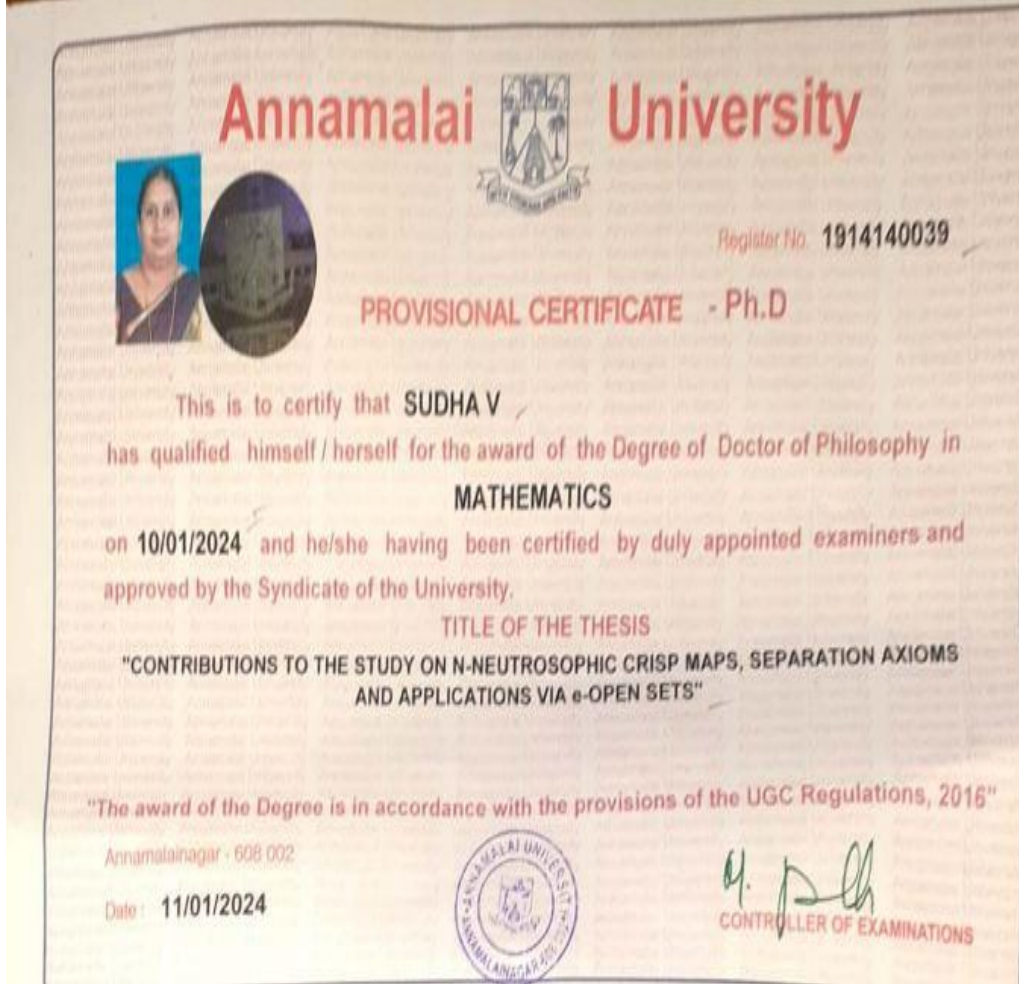 Annamalai University
Register No. 1914140039
PROVISIONAL CERTIFICATE - Ph.D
This is to certify that SUDHA V
has qualified himself / herself for the award of the Degree of Doctor of Philosophy in
MATHEMATICS
on 10/01/2024 and he/she having been certified by duly appointed examiners and
approved by the Syndicate of the University.
TITLE OF THE THESIS
"CONTRIBUTIONS TO THE STUDY ON N-NEUTROSOPHIC CRISP MAPS, SEPARATION AXIOMS
AND APPLICATIONS VIA e-OPEN SETS"
"The award of the Degree is in accordance with the provisions of the UGC Regulations, 2016"
Annamalainagar - 608 002
Date : 11/01/2024
ANNAMALAI UNIVERSITY
ANNAMALAINAGAR
CONTROLLER OF EXAMINATIONS